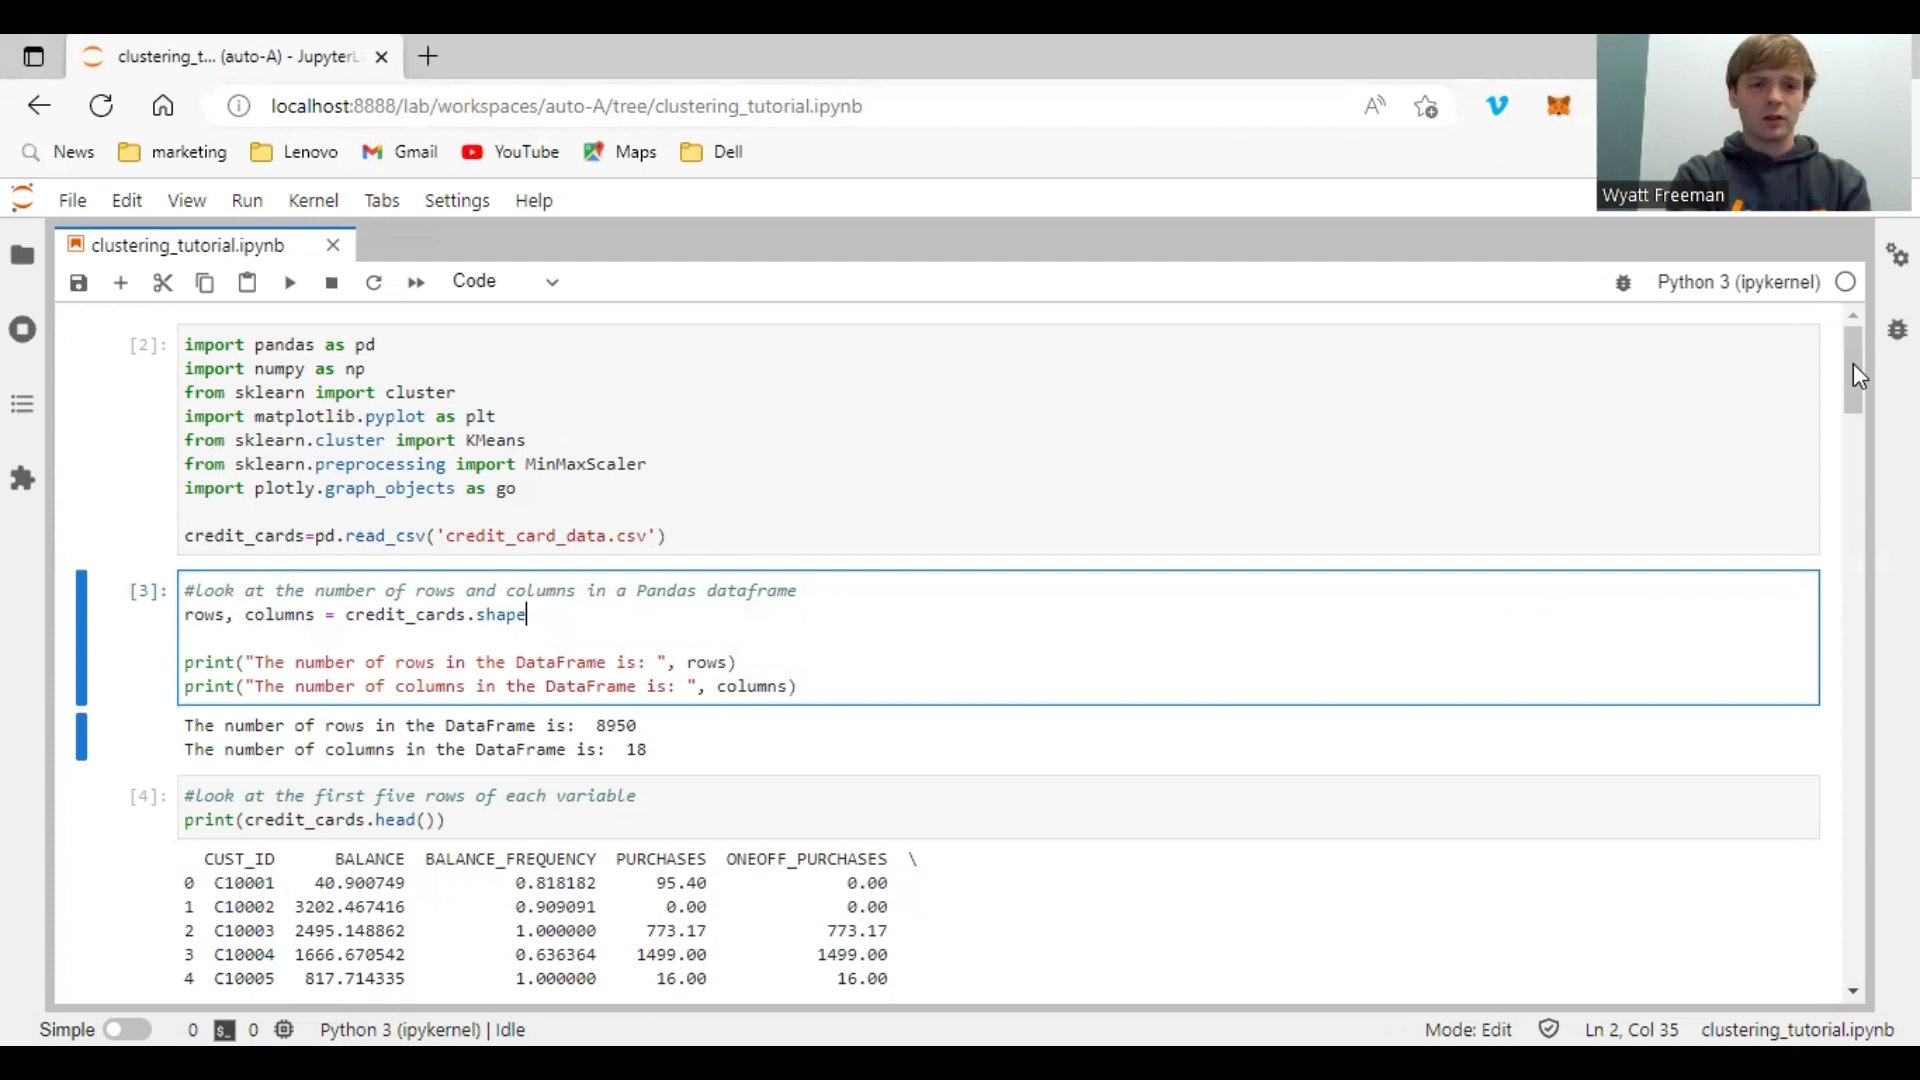 clustering_t... (auto-A) - JupyterL
localhost:8888/lab/workspaces/auto-A/tree/clustering_tutorial.ipynb
News marketing Lenovo Gmail YouTube Maps Dell
Wyatt Freeman
File Edit View Run Kernel Tabs Settings Help
clustering_tutorial.ipynb
Code Python 3 (ipykernel)
[2]: import pandas as pd
import numpy as np
from sklearn import cluster
import matplotlib.pyplot as plt
from sklearn.cluster import KMeans
from sklearn.preprocessing import MinMaxScaler
import plotly.graph_objects as go
credit_cards=pd.read_csv('credit_card_data.csv')
[3]: #look at the number of rows and columns in a Pandas dataframe
rows, columns = credit_cards.shape
print("The number of rows in the DataFrame is: ", rows)
print("The number of columns in the DataFrame is: ", columns)
The number of rows in the DataFrame is:  8950
The number of columns in the DataFrame is:  18
[4]: #look at the first five rows of each variable
print(credit_cards.head())
CUST_ID BALANCE BALANCE_FREQUENCY PURCHASES ONEOFF_PURCHASES \
0 C10001 40.900749 0.818182 95.40 0.00
1 C10002 3202.467416 0.909091 0.00 0.00
2 C10003 2495.148862 1.000000 773.17 773.17
3 C10004 1666.670542 0.636364 1499.00 1499.00
4 C10005 817.714335 1.000000 16.00 16.00
Simple 0 $_ 0 Python 3 (ipykernel) | Idle Mode: Edit Ln 2, Col 35 clustering_tutorial.ipynb